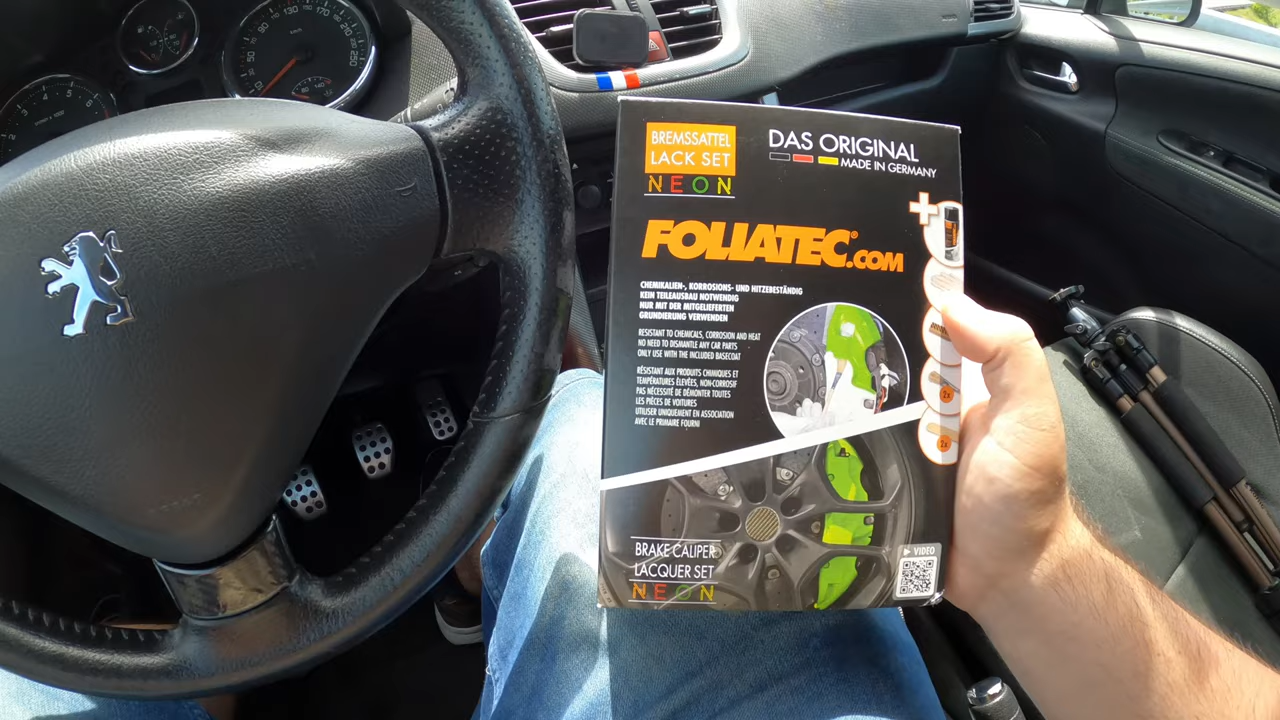 BREMSSATTEL
LACK SET
NEON
DAS ORIGINAL
MADE IN GERMANY
FOLIATEC.COM
CHEMIKALIEN-, KORROSIONS- UND HITZEBESTÄNDIG
KEIN TEILEAUSBAU NOTWENDIG
NUR MIT DER MITGELIEFERTEN
GRUNDIERUNG VERWENDEN
RESISTANT TO CHEMICALS, CORROSION AND HEAT
NO NEED TO DISMANTLE ANY CAR PARTS
ONLY USE WITH THE INCLUDED BASECOAT
RÉSISTANT AUX PRODUITS CHIMIQUES ET
TEMPÉRATURES ÉLEVÉES, NON-CORROSIF
PAS NÉCESSITÉ DE DÉMONTER TOUTES
LES PIÈCES DE VOITURES
UTILISER UNIQUEMENT EN ASSOCIATION
AVEC LE PRIMAIRE FOURNI
2x
2x
BRAKE CALIPER
LACQUER SET
NEON
VIDEO